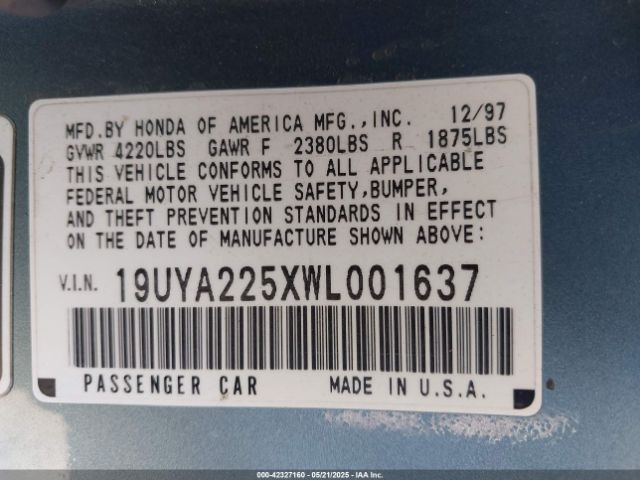 MFD.BY HONDA OF AMERICA MFG.,INC. 12/97
GVWR 4220LBS GAWR F 2380LBS R 1875LBS
THIS VEHICLE CONFORMS TO ALL APPLICABLE
FEDERAL MOTOR VEHICLE SAFETY,BUMPER,
AND THEFT PREVENTION STANDARDS IN EFFECT
ON THE DATE OF MANUFACTURE SHOWN ABOVE:
V.I.N. 19UYA225XWL001637
PASSENGER CAR MADE IN U.S.A.
000-42327160 - 05/21/2025 - IAA Inc.